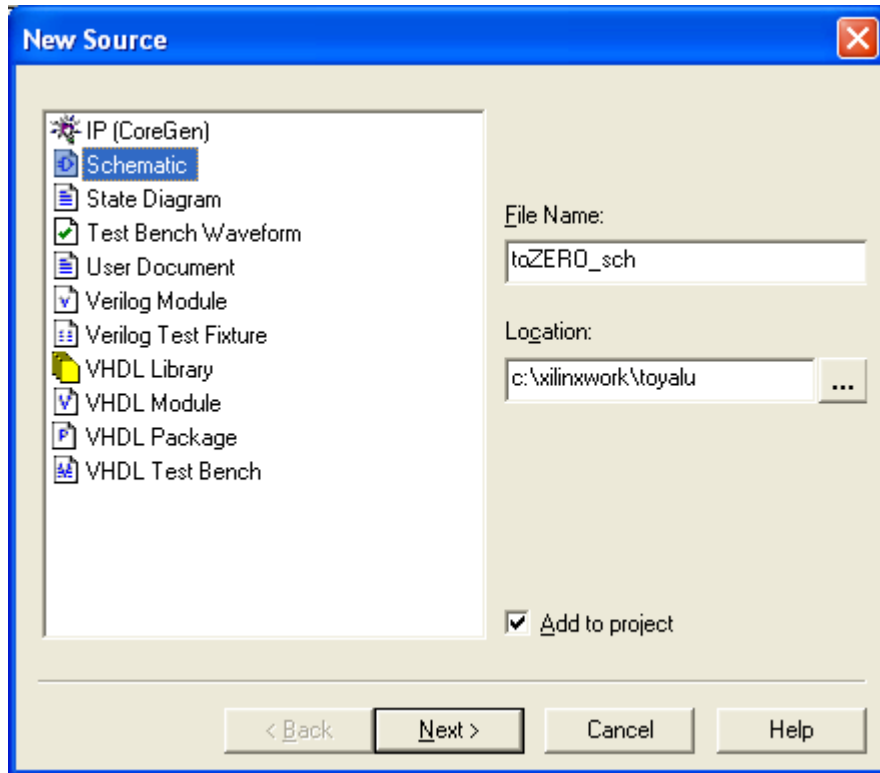 New Source
IP (CoreGen)
Schematic
State Diagram
Test Bench Waveform
User Document
Verilog Module
Verilog Test Fixture
VHDL Library
VHDL Module
VHDL Package
VHDL Test Bench
File Name:
toZERO_sch
Location:
c:\xilinxwork\toyalu
...
Add to project
< Back
Next >
Cancel
Help